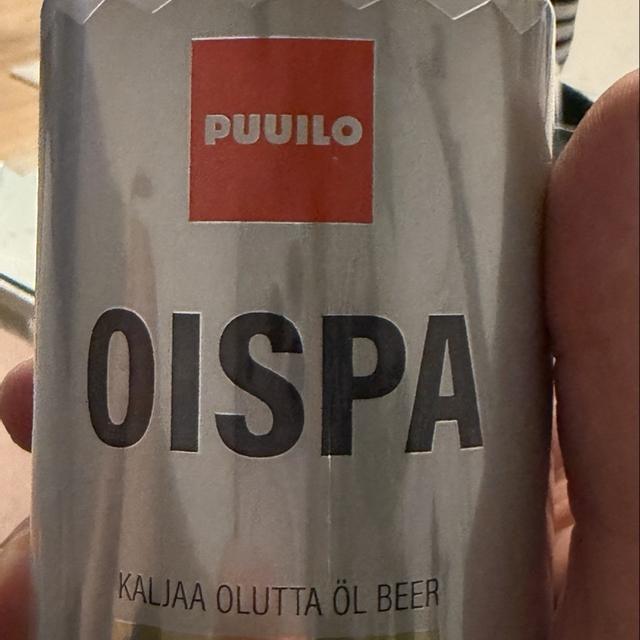 PUUILO
OISPA
KALJAA OLUTTA ÖL BEER